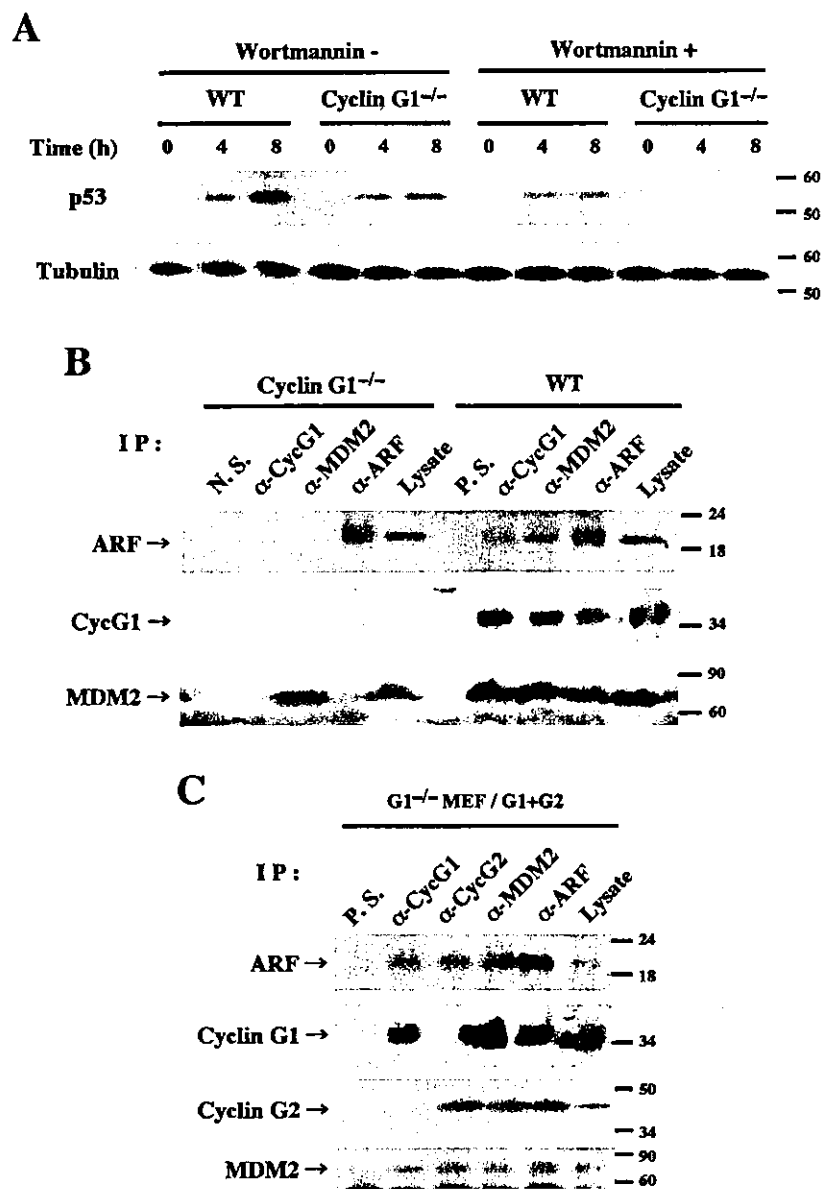 A
Wortmannin - Wortmannin +
WT Cyclin G1−/− WT Cyclin G1−/−
Time (h) 0 4 8 0 4 8 0 4 8 0 4 8
p53
60
50
Tubulin
60
50
B
Cyclin G1−/− WT
I P :
N. S. α-CycG1 α-MDM2 α-ARF Lysate P. S. α-CycG1 α-MDM2 α-ARF Lysate
ARF →
24
18
CycG1 →
34
MDM2 →
90
60
C
G1−/− MEF / G1+G2
I P :
P. S. α-CycG1 α-CycG2 α-MDM2 α-ARF Lysate
ARF →
24
18
Cyclin G1 →
34
Cyclin G2 →
50
34
MDM2 →
90
60